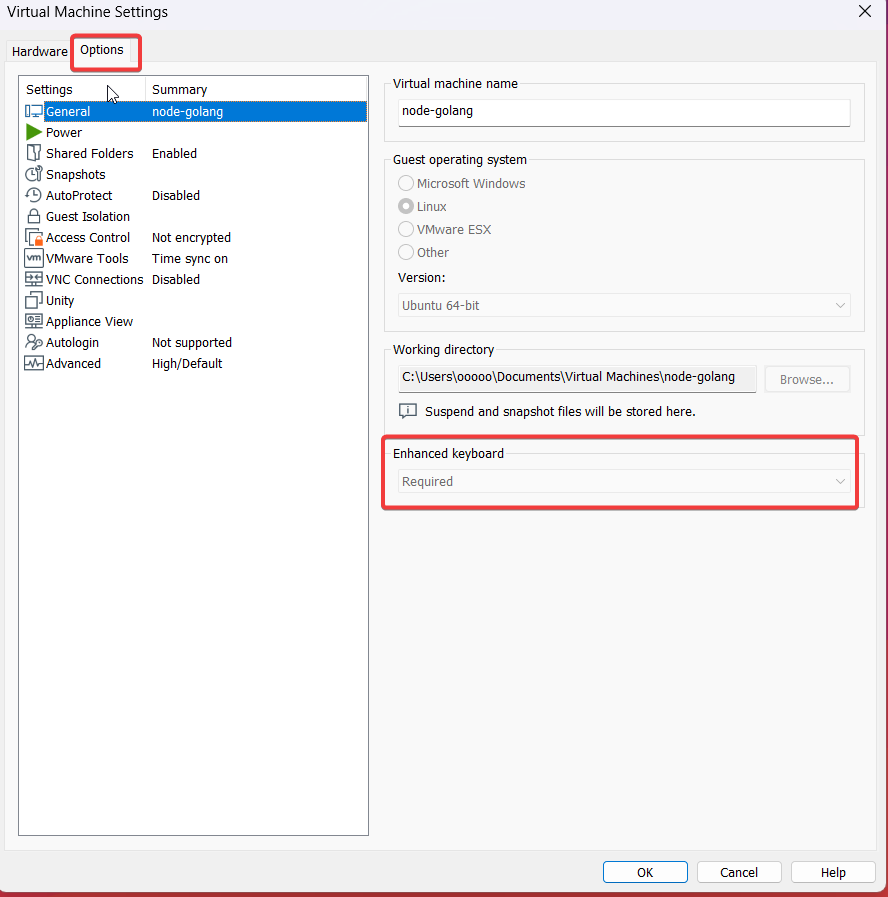 Virtual Machine Settings
Hardware Options
Settings Summary
General node-golang
Power
Shared Folders Enabled
Snapshots
AutoProtect Disabled
Guest Isolation
Access Control Not encrypted
vm VMware Tools Time sync on
VNC Connections Disabled
Unity
Appliance View
Autologin Not supported
Advanced High/Default
Virtual machine name
node-golang
Guest operating system
Microsoft Windows
Linux
VMware ESX
Other
Version:
Ubuntu 64-bit
Working directory
C:\Users\ooooo\Documents\Virtual Machines\node-golang Browse...
Suspend and snapshot files will be stored here.
Enhanced keyboard
Required
OK Cancel Help